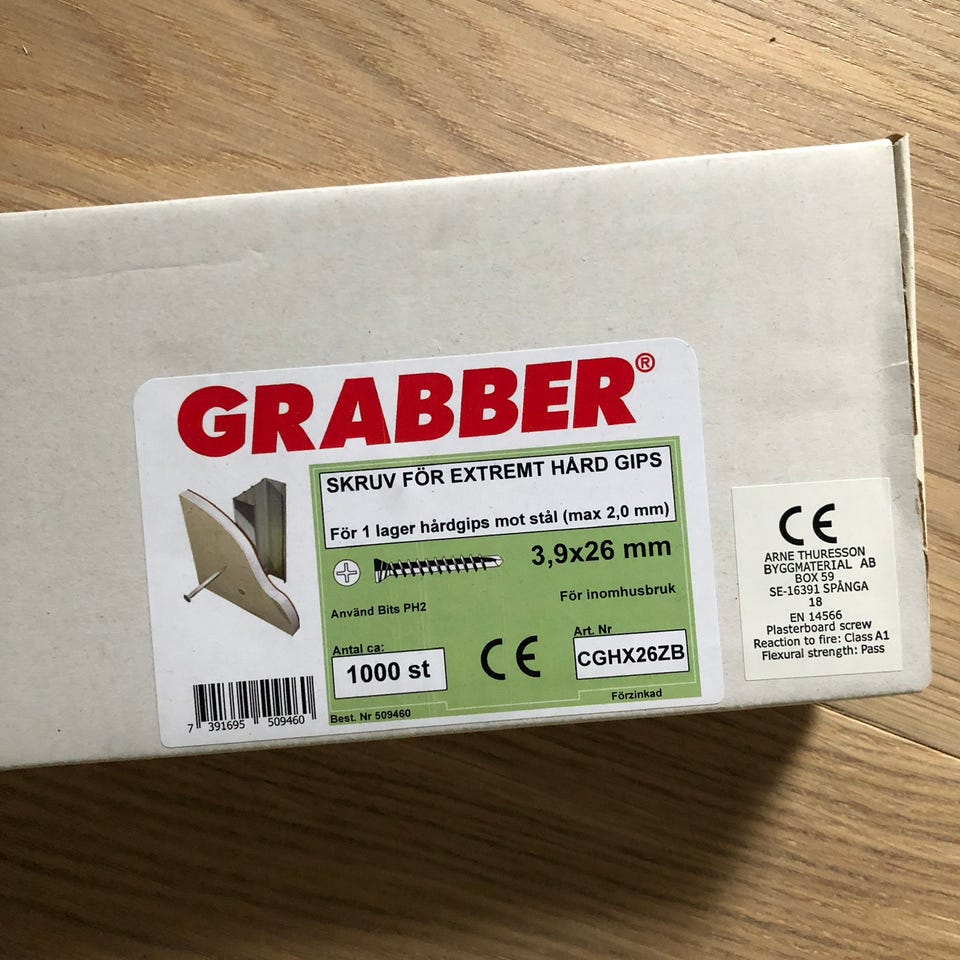 GRABBER®
SKRUV FÖR EXTREMT HÅRD GIPS
För 1 lager hårdgips mot stål (max 2,0 mm)
3,9x26 mm
Använd Bits PH2
För inomhusbruk
Antal ca:
1000 st
CE
Art. Nr
CGHX26ZB
Förzinkad
Best. Nr 509460
7 391695 509460
CE
ARNE THURESSON
BYGGMATERIAL AB
BOX 59
SE-16391 SPÅNGA
18
EN 14566
Plasterboard screw
Reaction to fire: Class A1
Flexural strength: Pass